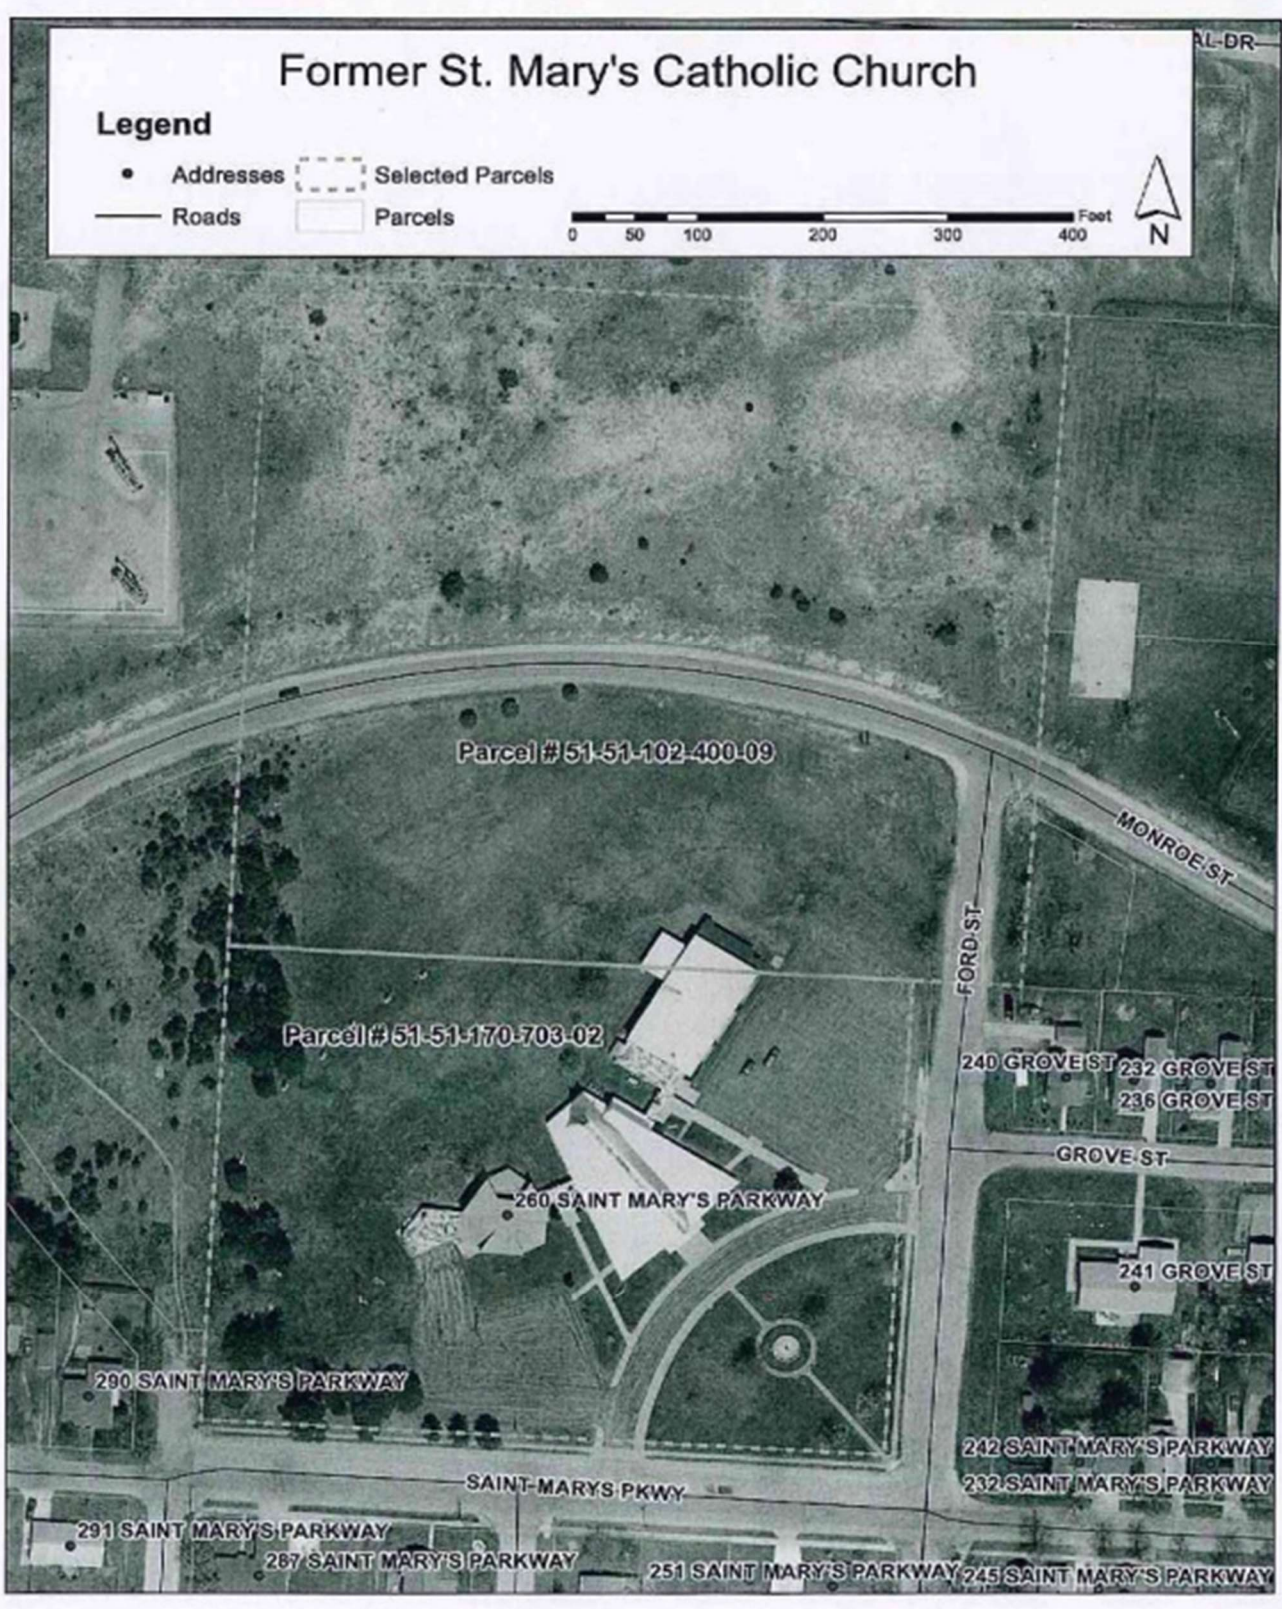 AL DR
Former St. Mary's Catholic Church
Legend
Addresses
Selected Parcels
Roads
Parcels
0 50 100 200 300 400 Feet
N
Parcel # 51-51-102-400-09
MONROE ST
FORD ST
Parcel # 51-51-170-703-02
240 GROVE ST
232 GROVE ST
236 GROVE ST
GROVE ST
260 SAINT MARY'S PARKWAY
241 GROVE ST
290 SAINT MARY'S PARKWAY
242 SAINT MARY'S PARKWAY
SAINT MARYS PKWY
232 SAINT MARY'S PARKWAY
291 SAINT MARY'S PARKWAY
287 SAINT MARY'S PARKWAY
251 SAINT MARY'S PARKWAY
245 SAINT MARY'S PARKWAY